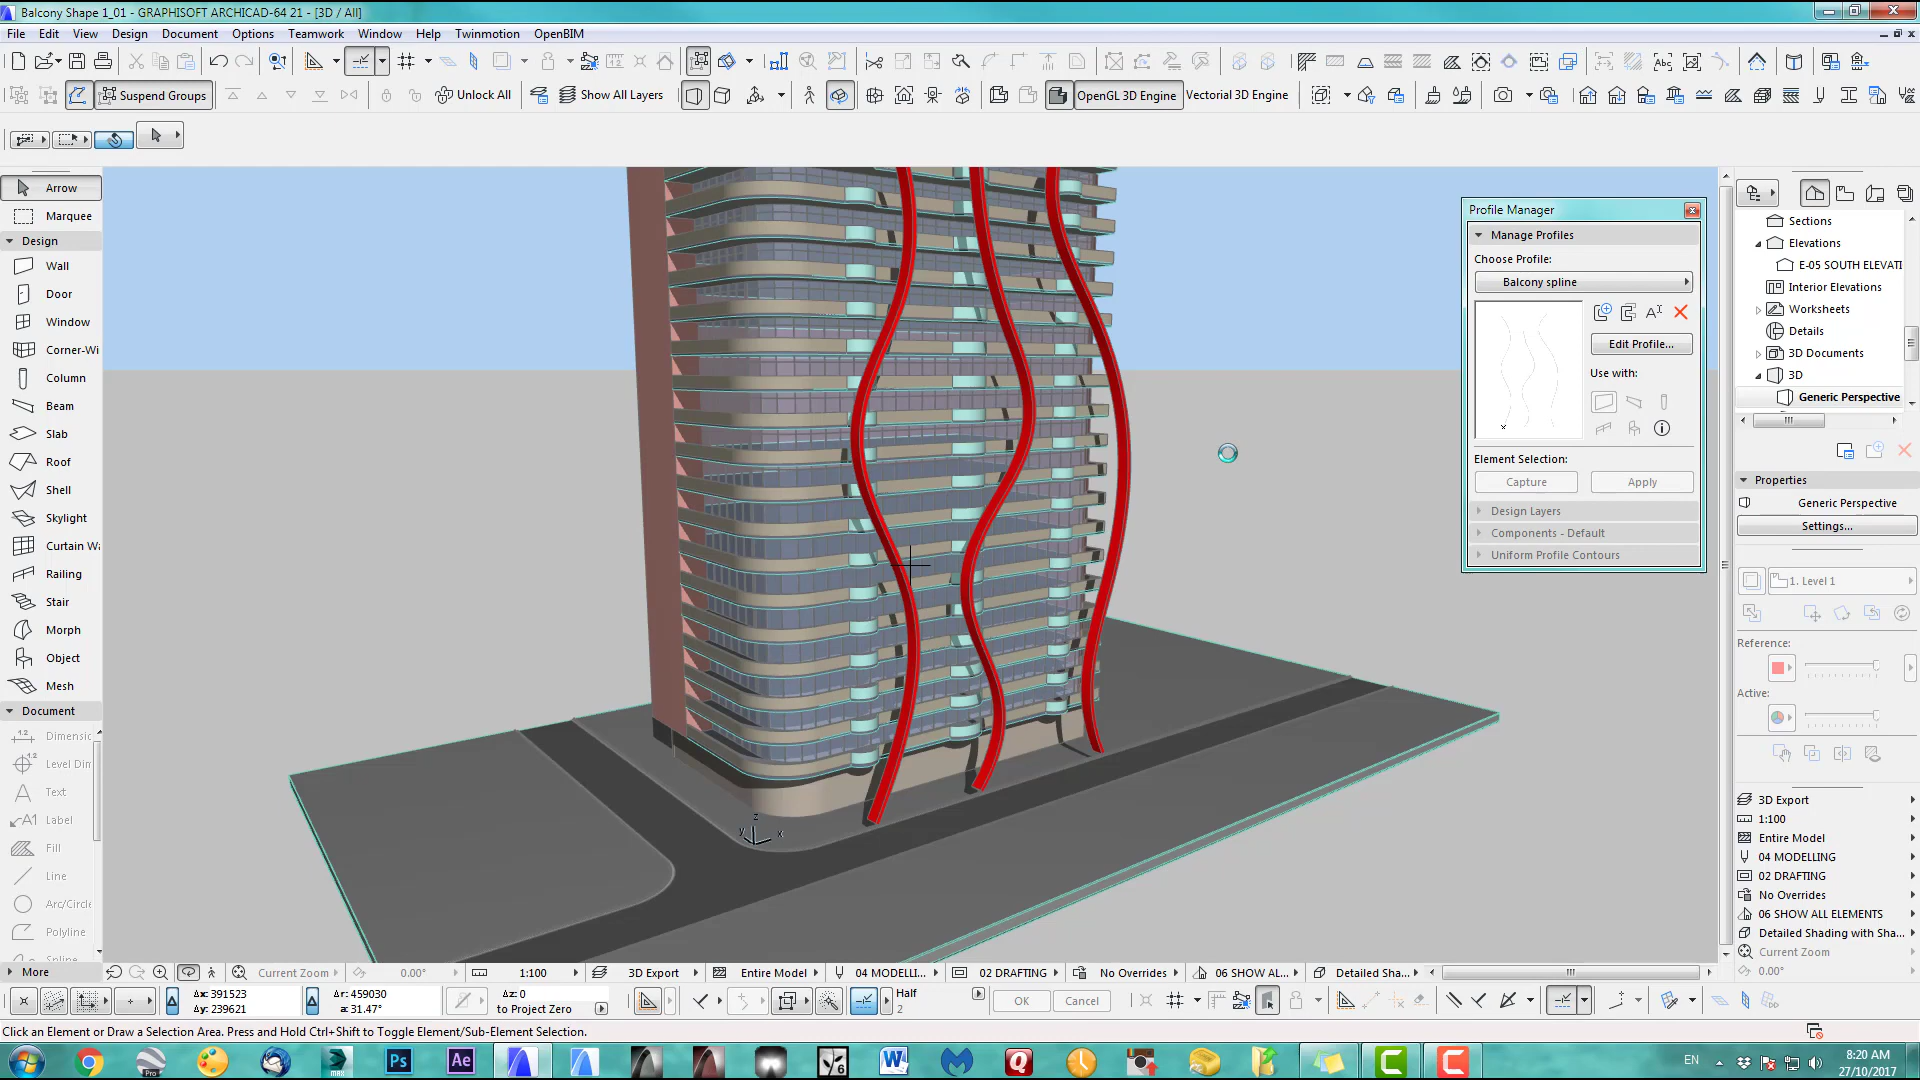 Balcony Shape 1_01 - GRAPHISOFT ARCHICAD-64 21 - [3D / All]
File Edit View Design Document Options Teamwork Window Help Twinmotion OpenBIM
Suspend Groups Unlock All Show All Layers OpenGL 3D Engine Vectorial 3D Engine
Arrow
Marquee
Design
Wall
Door
Window
Corner-Wi
Column
Beam
Slab
Roof
Shell
Skylight
Curtain Wa
Railing
Stair
Morph
Object
Mesh
Document
Dimensic
Level Dim
Text
Label
Fill
Line
Arc/Circle
Polyline
Spline
More
z
y
x
Profile Manager
Manage Profiles
Choose Profile:
Balcony spline
Edit Profile...
Use with:
Element Selection:
Capture Apply
Design Layers
Components - Default
Uniform Profile Contours
Sections
Elevations
E-05 SOUTH ELEVATI
Interior Elevations
Worksheets
Details
3D Documents
3D
Generic Perspective
Properties
Generic Perspective
Settings...
1. Level 1
Reference:
Active:
3D Export
1:100
Entire Model
04 MODELLING
02 DRAFTING
No Overrides
06 SHOW ALL ELEMENTS
Detailed Shading with Sha...
Current Zoom
0.00°
Current Zoom 0.00° 1:100 3D Export Entire Model 04 MODELLI... 02 DRAFTING No Overrides 06 SHOW AL... Detailed Sha...
Δx: 391523 Δr: 459030 Δz: 0 Half
Δy: 239621 a: 31.47° to Project Zero 2 OK Cancel
Click an Element or Draw a Selection Area. Press and Hold Ctrl+Shift to Toggle Element/Sub-Element Selection.
Pro MAX Ps Ae 6 W Q C C
EN 8:20 AM
27/10/2017